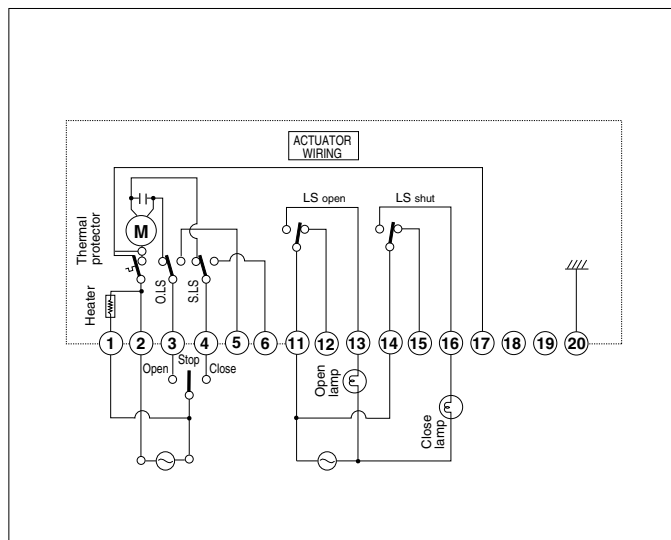 ACTUATOR
WIRING
LS open
LS shut
Thermal
protector
M
O.LS
S.LS
Heater
1 2 3 4 5 6 11 12 13 14 15 16 17 18 19 20
Open
Stop
Close
Open
lamp
Close
lamp